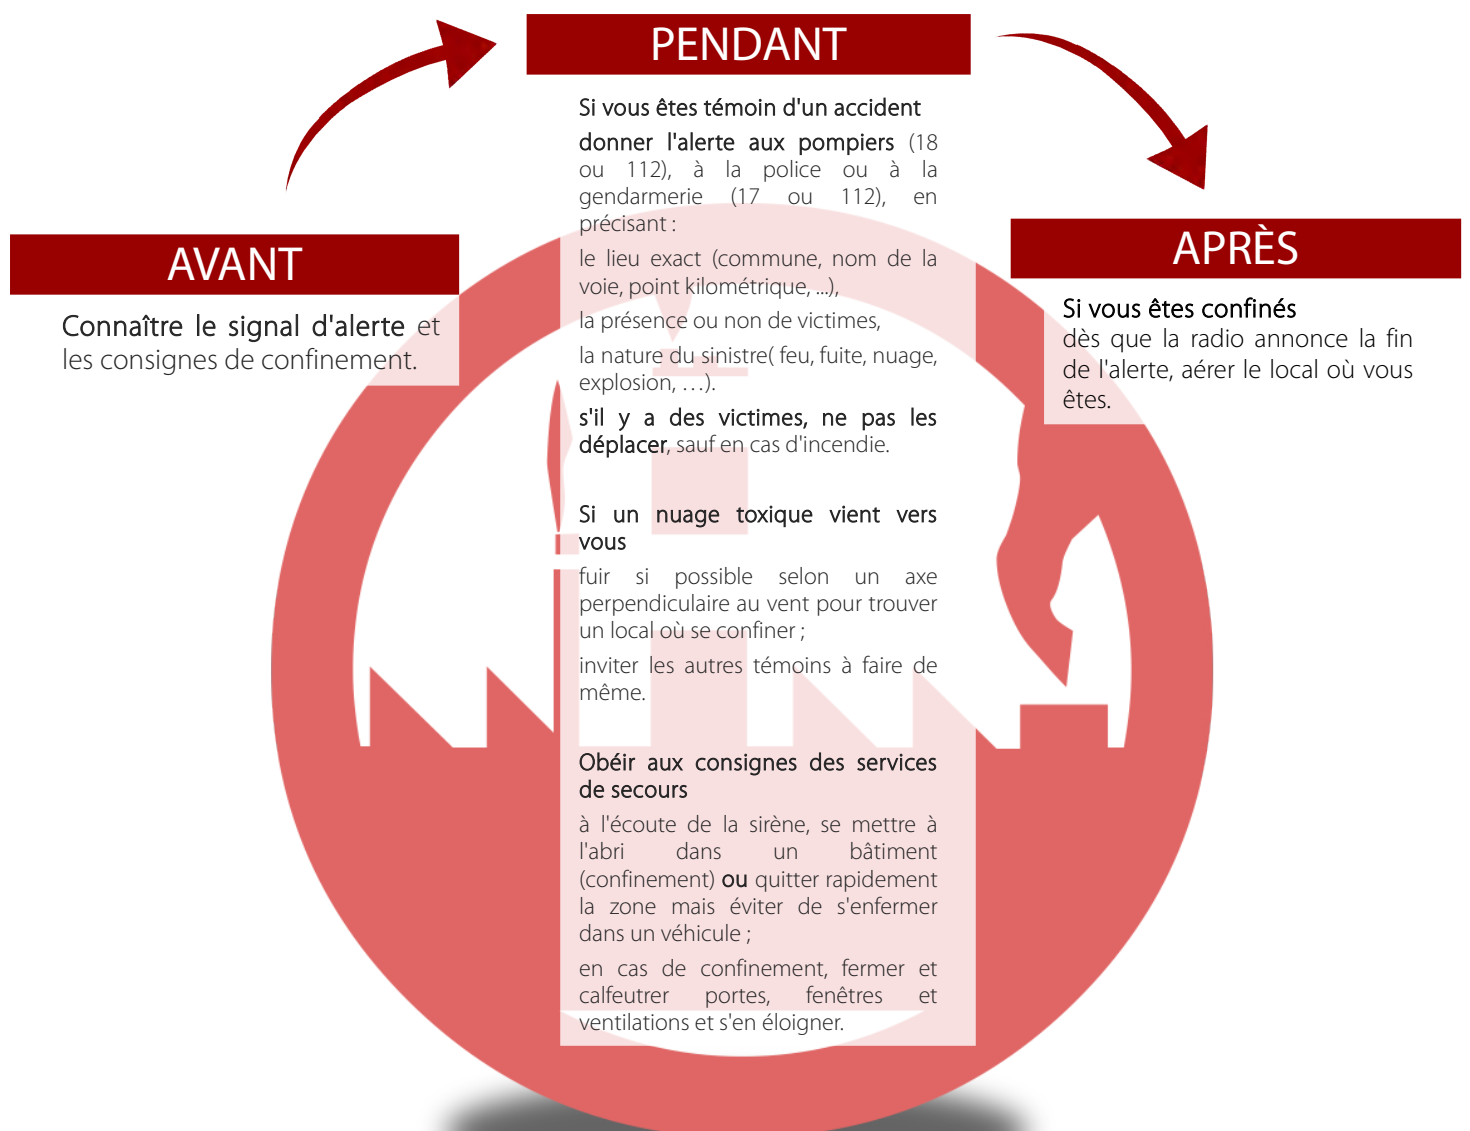 AVANT
Connaître le signal d'alerte et
les consignes de confinement.
PENDANT
Si vous êtes témoin d'un accident
donner l'alerte aux pompiers (18
ou 112), à la police ou à la
gendarmerie (17 ou 112), en
précisant :
le lieu exact (commune, nom de la
voie, point kilométrique, ...),
la présence ou non de victimes,
la nature du sinistre( feu, fuite, nuage,
explosion, …).
s'il y a des victimes, ne pas les
déplacer, sauf en cas d'incendie.
Si un nuage toxique vient vers
vous
fuir si possible selon un axe
perpendiculaire au vent pour trouver
un local où se confiner ;
inviter les autres témoins à faire de
même.
Obéir aux consignes des services
de secours
à l'écoute de la sirène, se mettre à
l'abri dans un bâtiment
(confinement) ou quitter rapidement
la zone mais éviter de s'enfermer
dans un véhicule ;
en cas de confinement, fermer et
calfeutrer portes, fenêtres et
ventilations et s'en éloigner.
APRÈS
Si vous êtes confinés
dès que la radio annonce la fin
de l'alerte, aérer le local où vous
êtes.